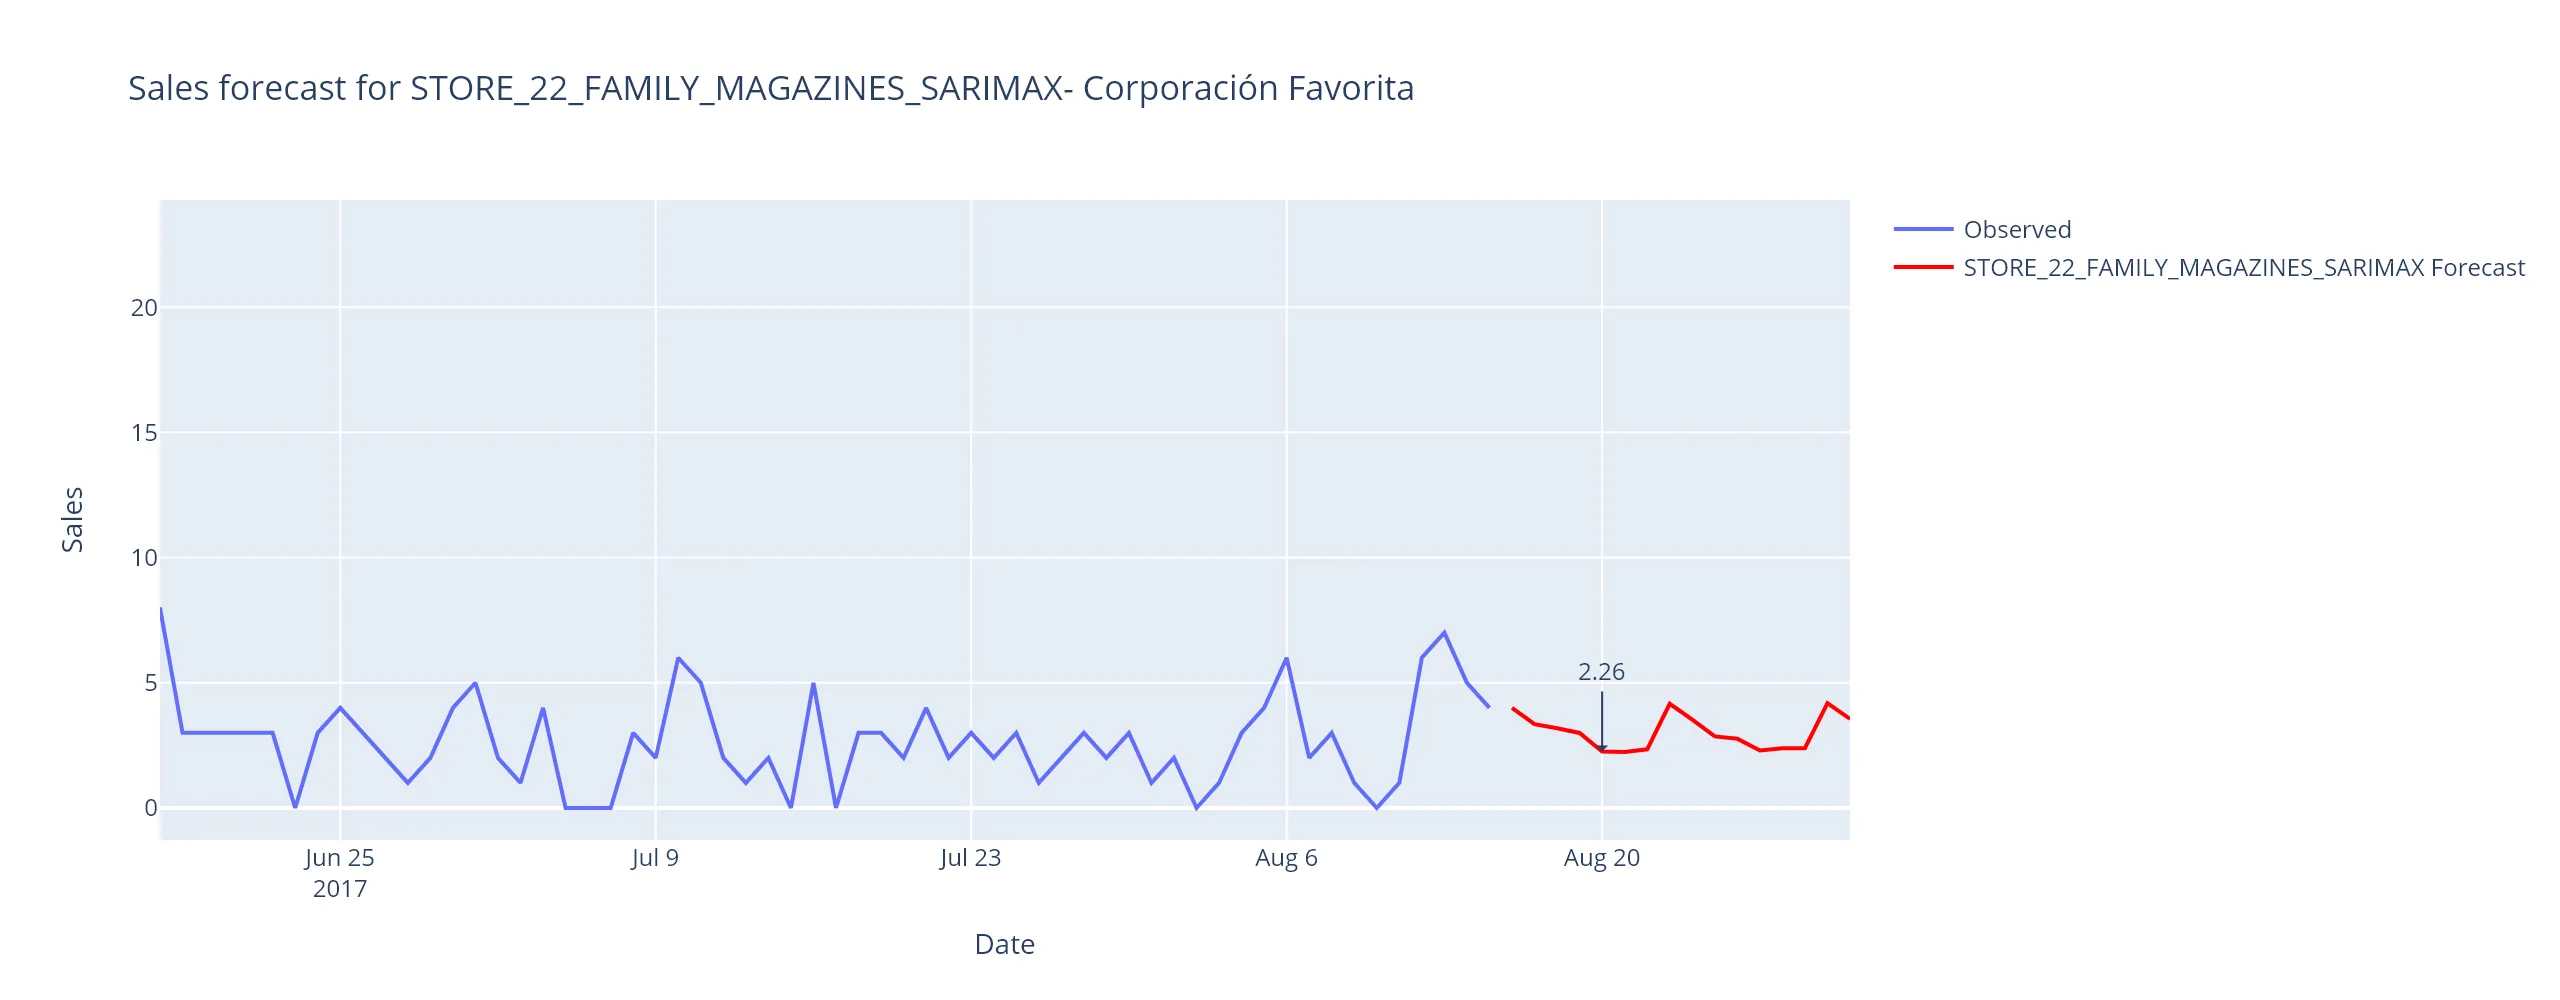 Sales forecast for STORE_22_FAMILY_MAGAZINES_SARIMAX- Corporación Favorita
Observed
STORE_22_FAMILY_MAGAZINES_SARIMAX Forecast
20
15
10
5
0
Sales
2.26
Jun 25
2017
Jul 9
Jul 23
Aug 6
Aug 20
Date